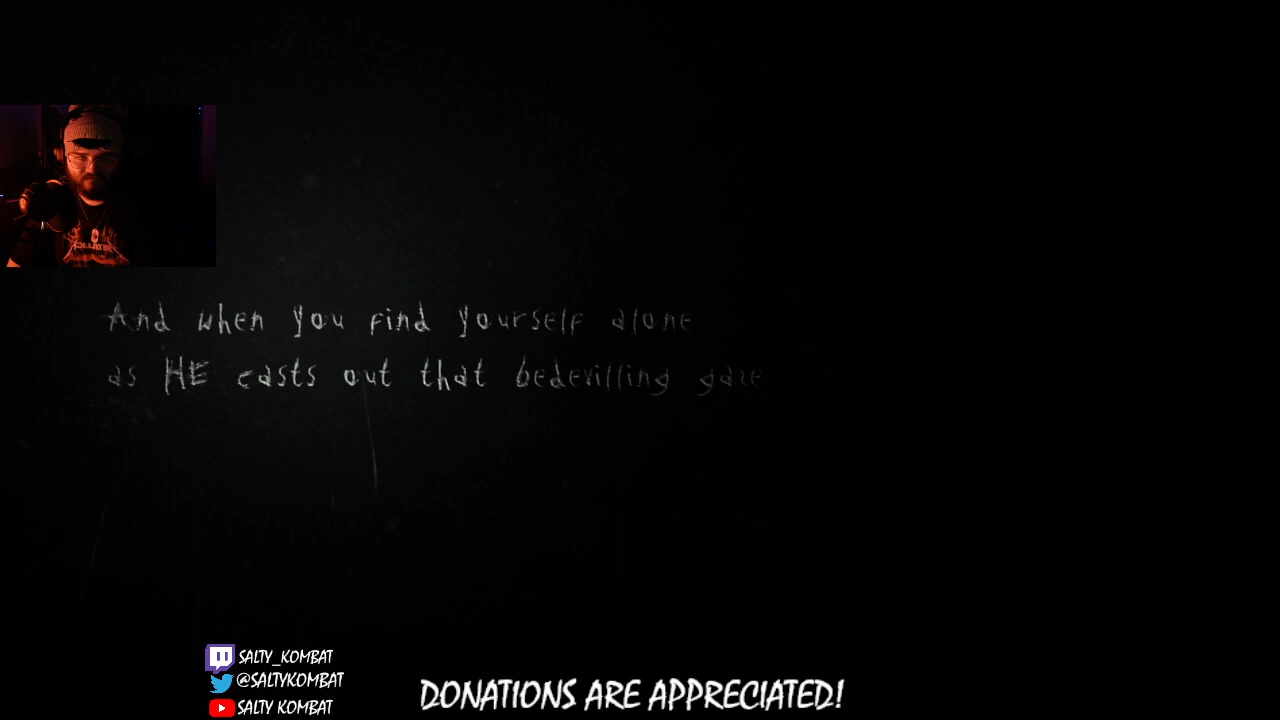 And when you find yourself alone
as HE casts out that bedevilling gaze
SALTY_KOMBAT
@SALTYKOMBAT
SALTY KOMBAT
DONATIONS ARE APPRECIATED!